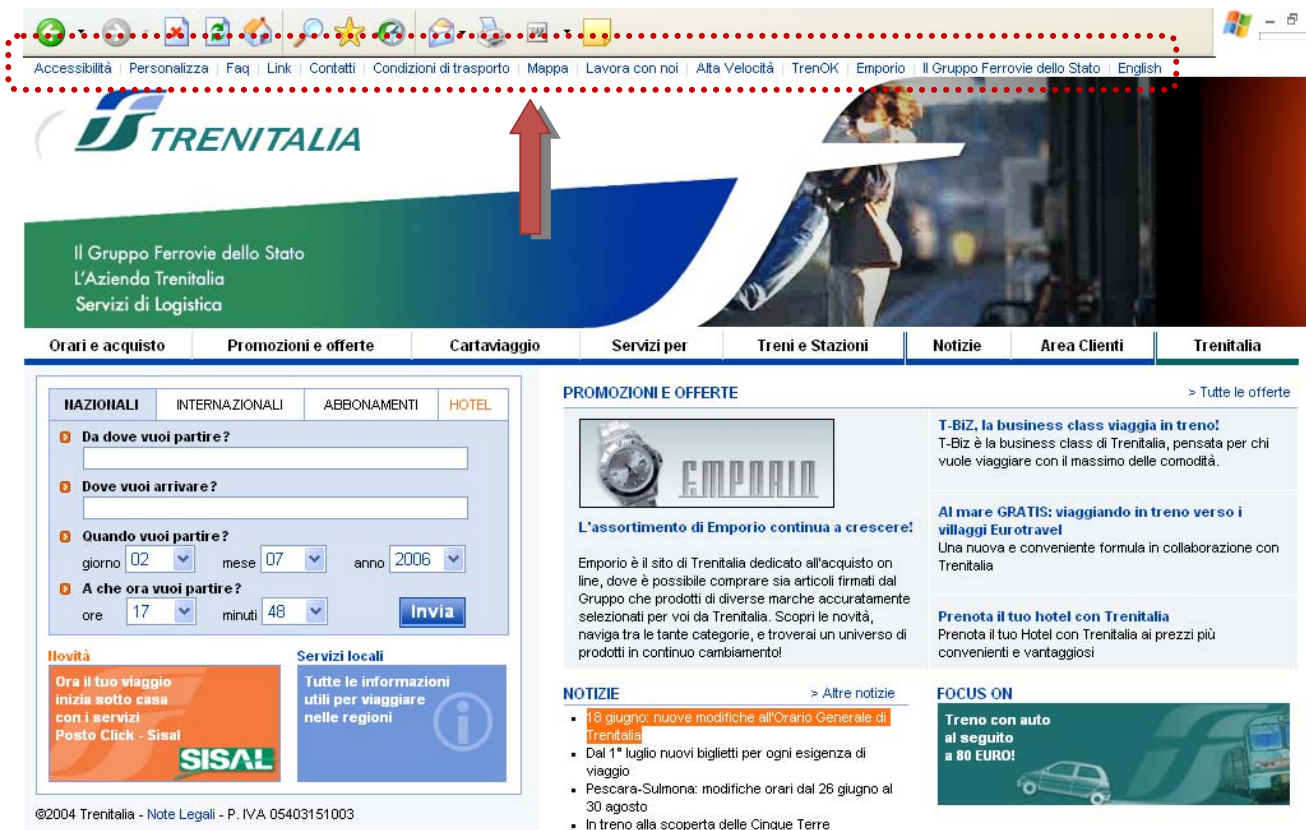 Accessibilità | Personalizza | Faq | Link | Contatti | Condizioni di trasporto | Mappa | Lavora con noi | Alta Velocità | TrenOK | Emporio | Il Gruppo Ferrovie dello Stato | English
TRENITALIA
Il Gruppo Ferrovie dello Stato
L'Azienda Trenitalia
Servizi di Logistica
Orari e acquisto Promozioni e offerte Cartaviaggio Servizi per Treni e Stazioni Notizie Area Clienti Trenitalia
NAZIONALI INTERNAZIONALI ABBONAMENTI HOTEL
Da dove vuoi partire?
Dove vuoi arrivare?
Quando vuoi partire?
giorno 02 mese 07 anno 2006
A che ora vuoi partire?
ore 17 minuti 48 Invia
Novità
Ora il tuo viaggio
inizia sotto casa
con i servizi
Posto Click - Sisal
SISAL
Servizi locali
Tutte le informazioni
utili per viaggiare
nelle regioni
©2004 Trenitalia - Note Legali - P. IVA 05403151003
PROMOZIONI E OFFERTE > Tutte le offerte
EMPORIO
L'assortimento di Emporio continua a crescere!
Emporio è il sito di Trenitalia dedicato all'acquisto on
line, dove è possibile comprare sia articoli firmati dal
Gruppo che prodotti di diverse marche accuratamente
selezionati per voi da Trenitalia. Scopri le novità,
naviga tra le tante categorie, e troverai un universo di
prodotti in continuo cambiamento!
T-BiZ, la business class viaggia in treno!
T-Biz è la business class di Trenitalia, pensata per chi
vuole viaggiare con il massimo delle comodità.
Al mare GRATIS: viaggiando in treno verso i
villaggi Eurotravel
Una nuova e conveniente formula in collaborazione con
Trenitalia
Prenota il tuo hotel con Trenitalia
Prenota il tuo Hotel con Trenitalia ai prezzi più
convenienti e vantaggiosi
NOTIZIE > Altre notizie
18 giugno: nuove modifiche all'Orario Generale di
Trenitalia
Dal 1° luglio nuovi biglietti per ogni esigenza di
viaggio
Pescara-Sulmona: modifiche orari dal 26 giugno al
30 agosto
In treno alla scoperta delle Cinque Terre
FOCUS ON
Treno con auto
al seguito
a 80 EURO!